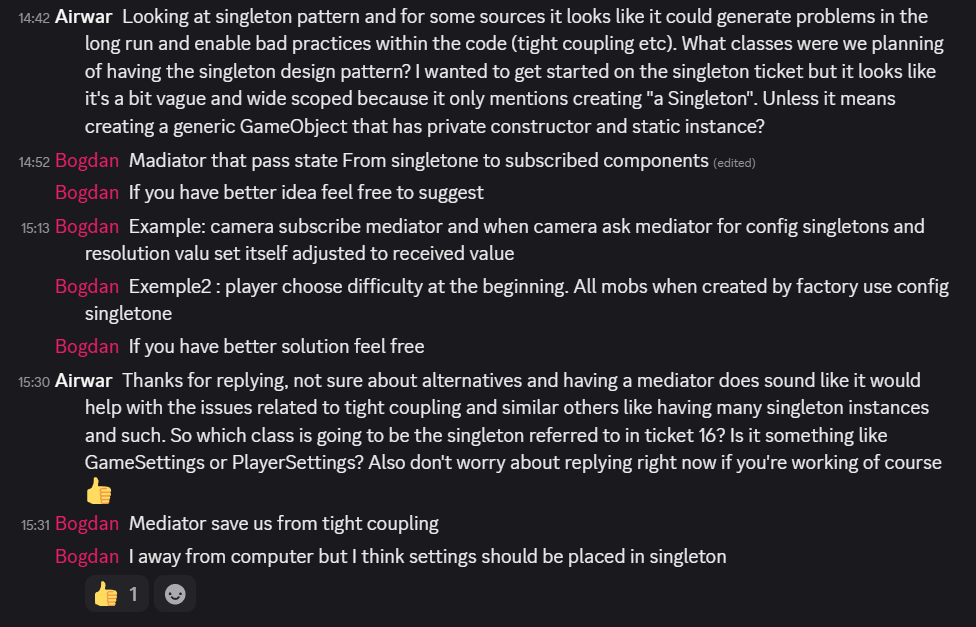 14:42 Airwar Looking at singleton pattern and for some sources it looks like it could generate problems in the
long run and enable bad practices within the code (tight coupling etc). What classes were we planning
of having the singleton design pattern? I wanted to get started on the singleton ticket but it looks like
it's a bit vague and wide scoped because it only mentions creating "a Singleton". Unless it means
creating a generic GameObject that has private constructor and static instance?
14:52 Bogdan Madiator that pass state From singletone to subscribed components (edited)
Bogdan If you have better idea feel free to suggest
15:13 Bogdan Example: camera subscribe mediator and when camera ask mediator for config singletons and
resolution valu set itself adjusted to received value
Bogdan Exemple2 : player choose difficulty at the beginning. All mobs when created by factory use config
singletone
Bogdan If you have better solution feel free
15:30 Airwar Thanks for replying, not sure about alternatives and having a mediator does sound like it would
help with the issues related to tight coupling and similar others like having many singleton instances
and such. So which class is going to be the singleton referred to in ticket 16? Is it something like
GameSettings or PlayerSettings? Also don't worry about replying right now if you're working of course
👍
15:31 Bogdan Mediator save us from tight coupling
Bogdan I away from computer but I think settings should be placed in singleton
👍 1